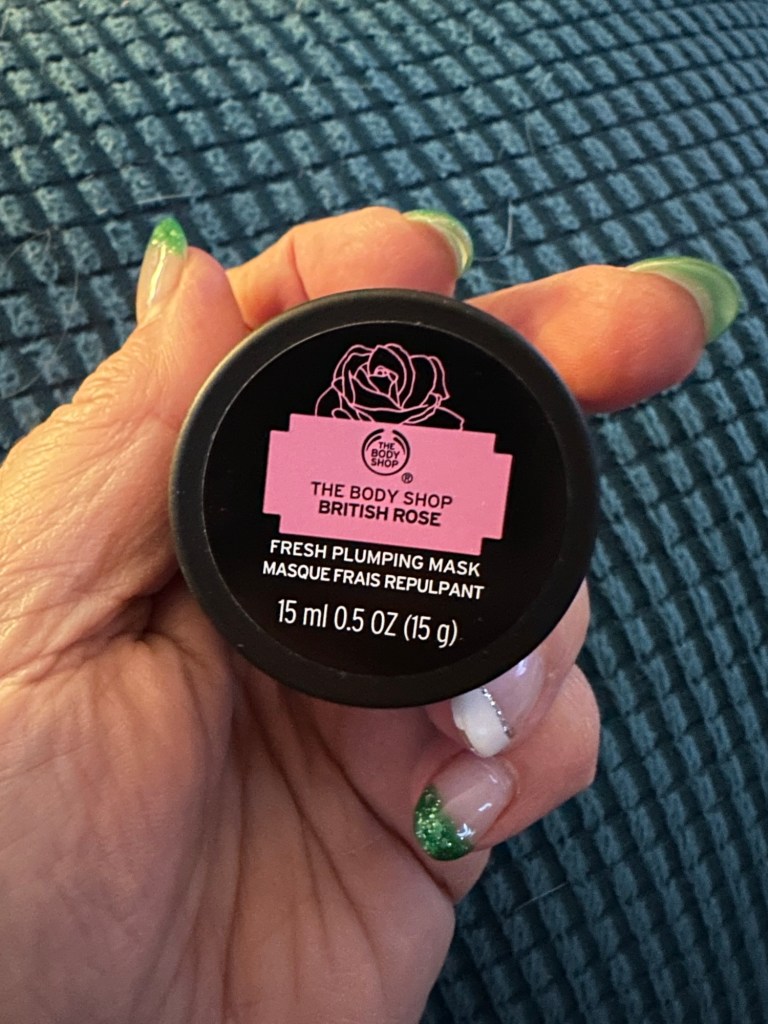 THE
BODY
SHOP
®
THE BODY SHOP
BRITISH ROSE
FRESH PLUMPING MASK
MASQUE FRAIS REPULPANT
15 ml 0.5 OZ (15 g)